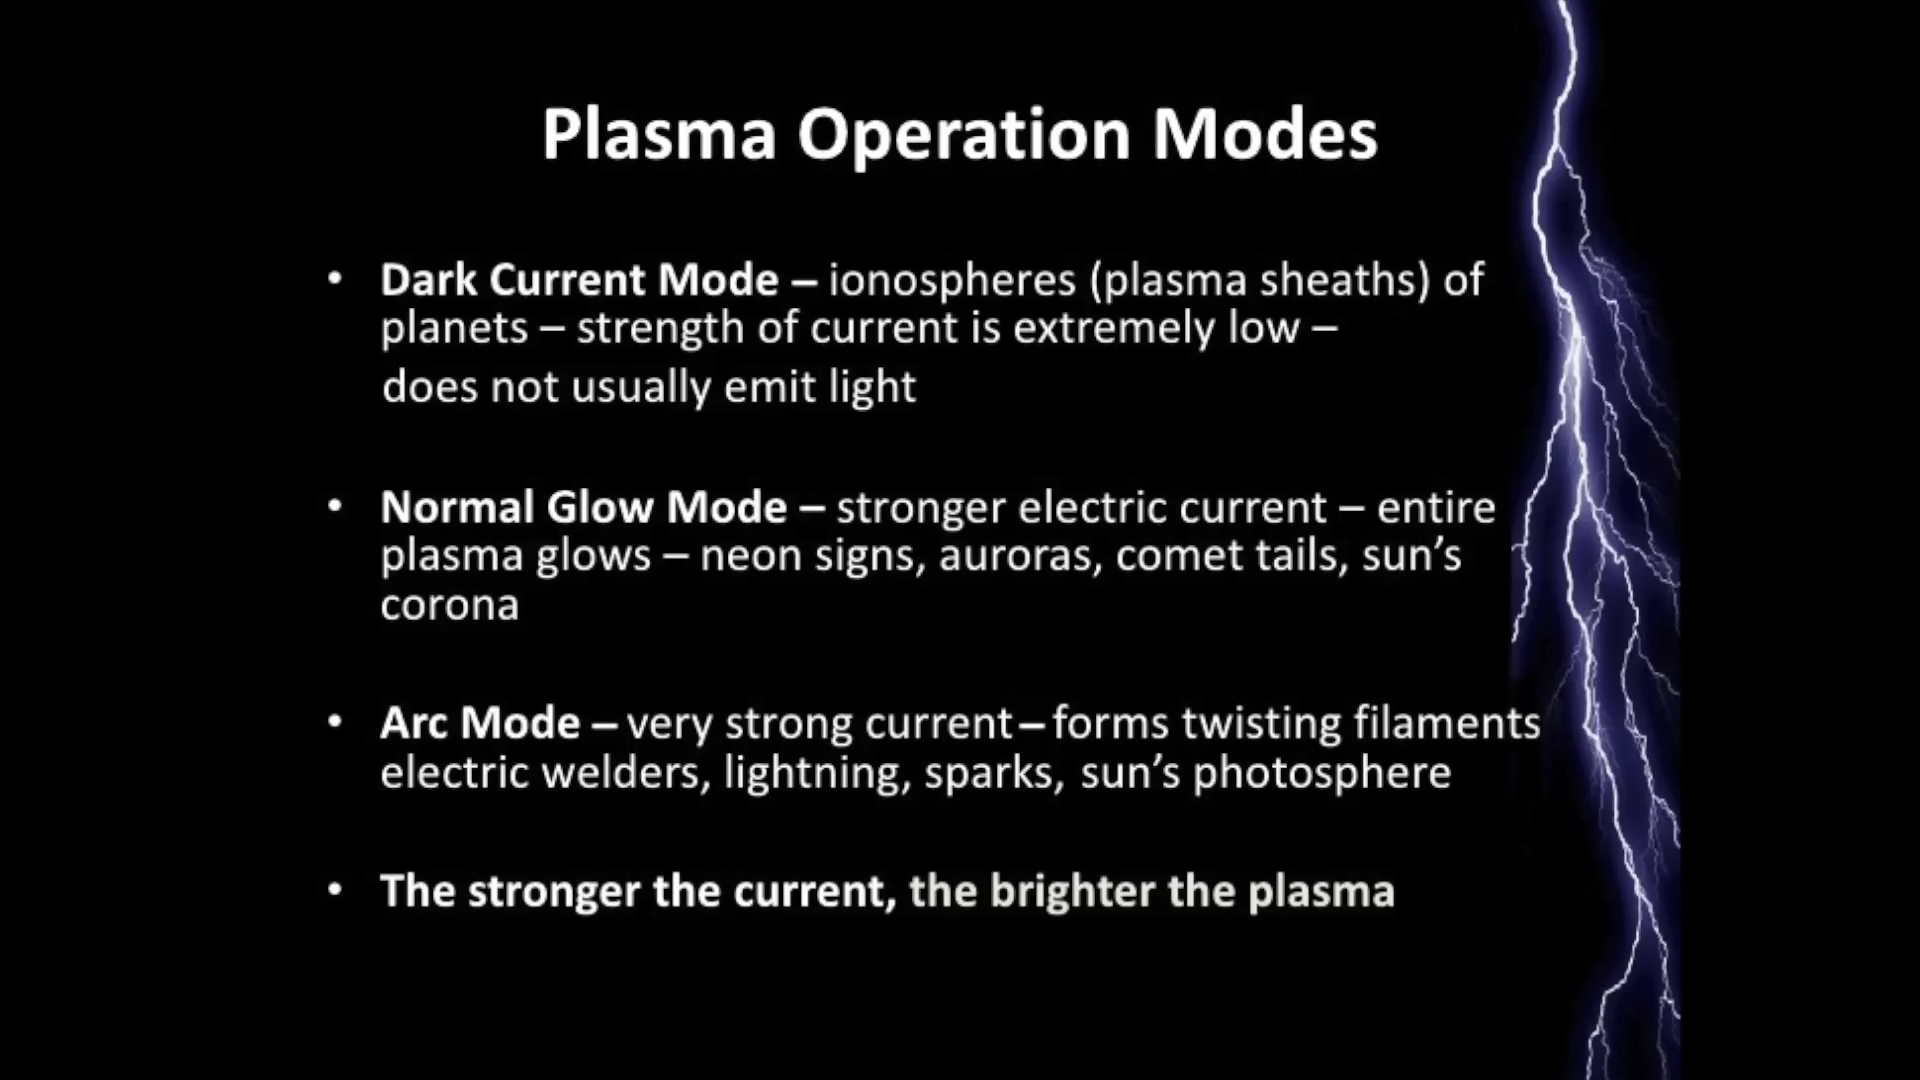 Plasma Operation Modes
• Dark Current Mode – ionospheres (plasma sheaths) of
planets – strength of current is extremely low –
does not usually emit light
• Normal Glow Mode – stronger electric current – entire
plasma glows – neon signs, auroras, comet tails, sun’s
corona
• Arc Mode – very strong current – forms twisting filaments
electric welders, lightning, sparks, sun’s photosphere
• The stronger the current, the brighter the plasma